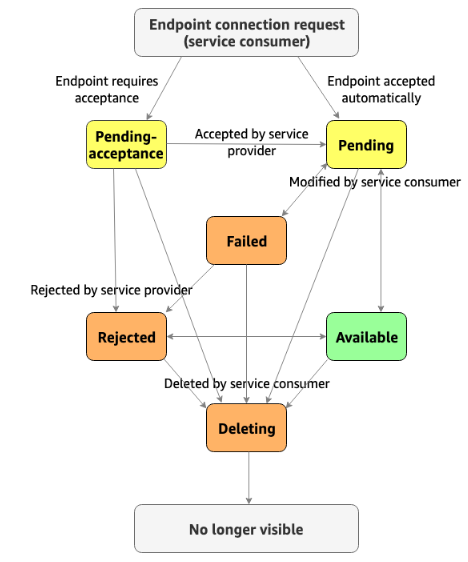 Endpoint connection request
(service consumer)
Endpoint requires
acceptance
Endpoint accepted
automatically
Pending-
acceptance
Accepted by service
provider
Pending
Modified by service consumer
Failed
Rejected by service provider
Rejected
Available
Deleted by service consumer
Deleting
No longer visible